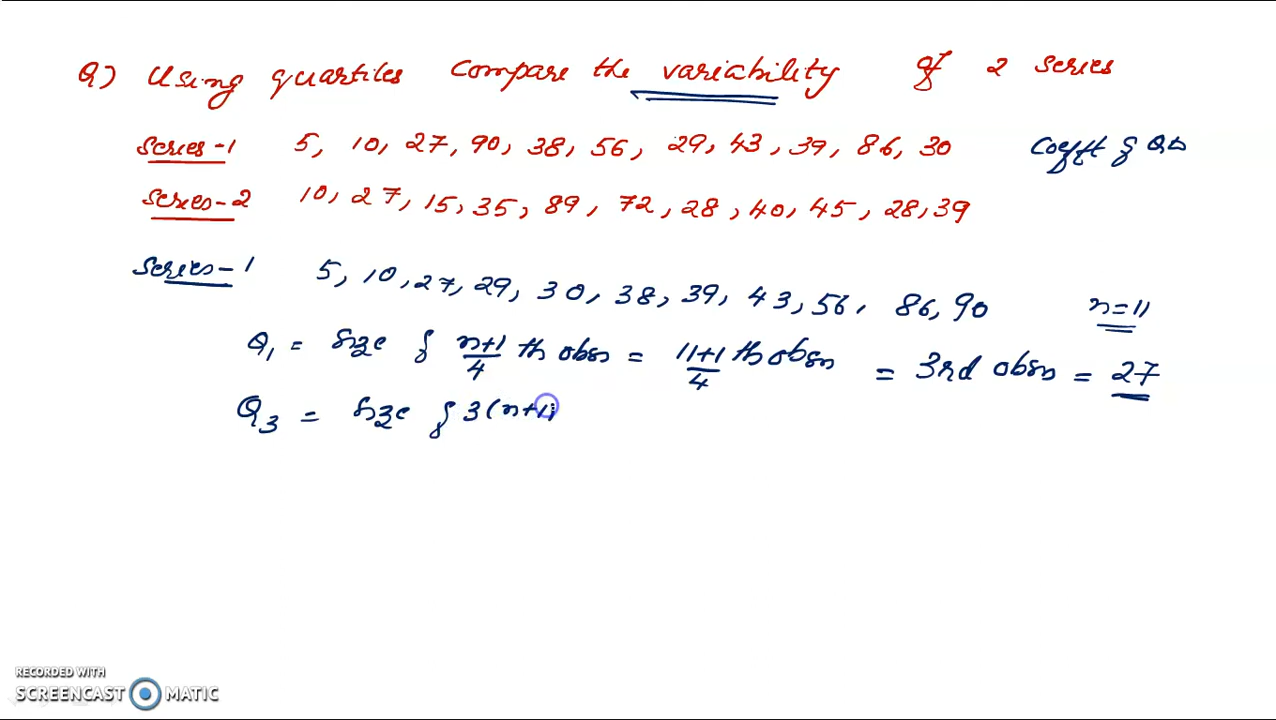 Q) Using quartiles compare the variability of 2 series
Series-1 5, 10, 27, 90, 38, 56, 29, 43, 39, 86, 30 Coefft of QD
Series-2 10, 27, 15, 35, 89, 72, 28, 40, 45, 28, 39
Series-1 5, 10, 27, 29, 30, 38, 39, 43, 56, 86, 90 n=11
Q1 = size of n+1/4 th obsn = 11+1/4 th obsn = 3rd obsn = 27
Q3 = size of 3(n+1)
RECORDED WITH
SCREENCAST MATIC